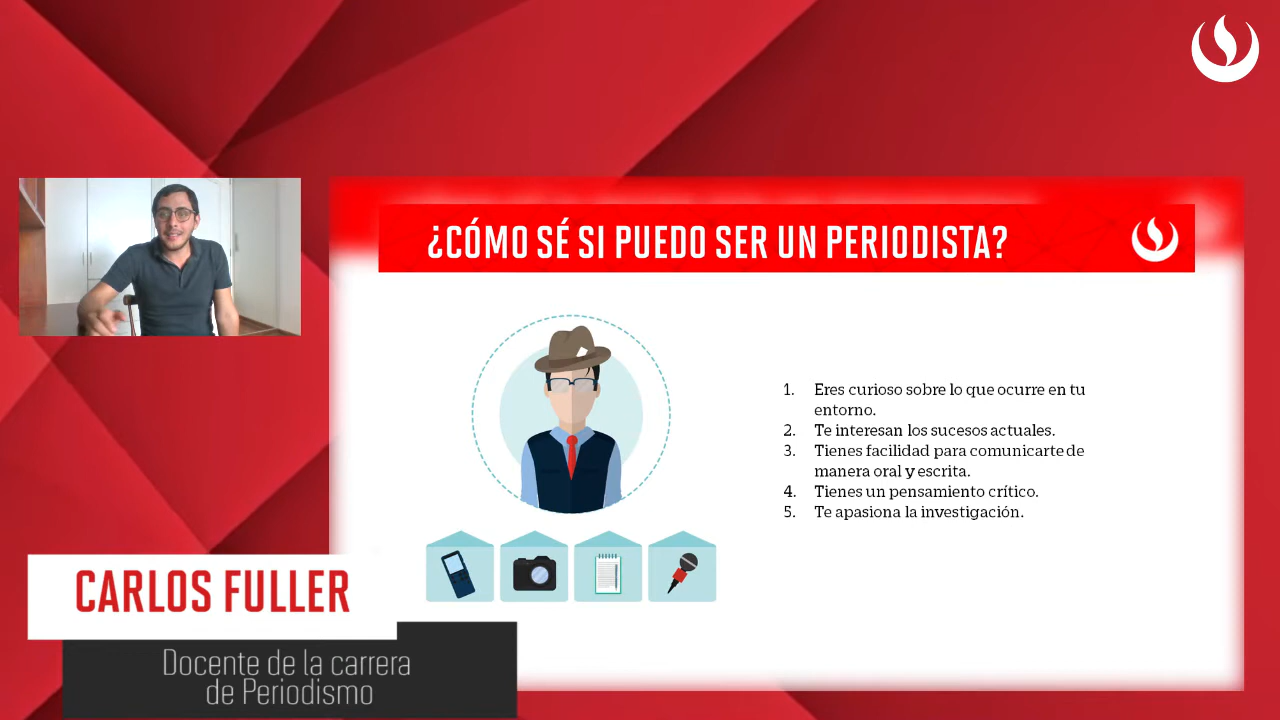 ¿CÓMO SÉ SI PUEDO SER UN PERIODISTA?
1. Eres curioso sobre lo que ocurre en tu
entorno.
2. Te interesan los sucesos actuales.
3. Tienes facilidad para comunicarte de
manera oral y escrita.
4. Tienes un pensamiento crítico.
5. Te apasiona la investigación.
CARLOS FULLER
Docente de la carrera
de Periodismo